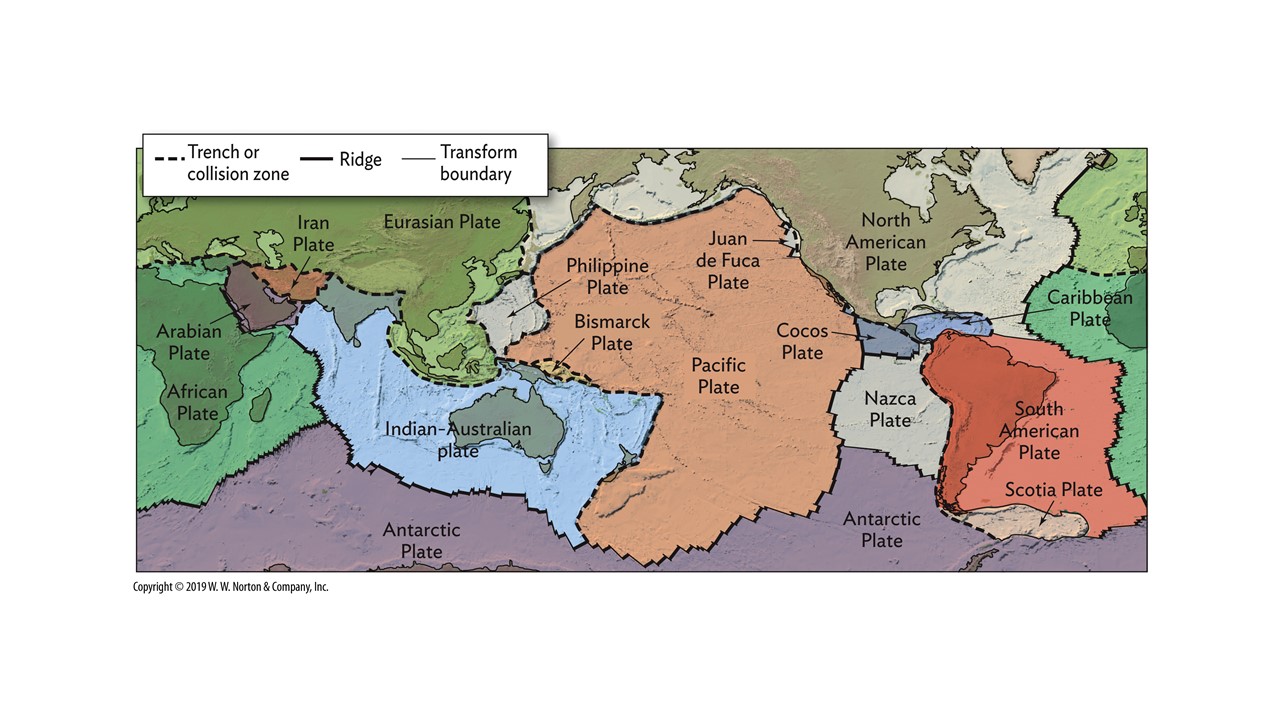 Trench or
collision zone
Ridge
Transform
boundary
Iran
Plate
Eurasian Plate
North
American
Plate
Juan
de Fuca
Plate
Philippine
Plate
Caribbean
Plate
Arabian
Plate
Bismarck
Plate
Cocos
Plate
Pacific
Plate
African
Plate
Nazca
Plate
South
American
Plate
Indian-Australian
plate
Scotia Plate
Antarctic
Plate
Antarctic
Plate
Copyright © 2019 W. W. Norton & Company, Inc.